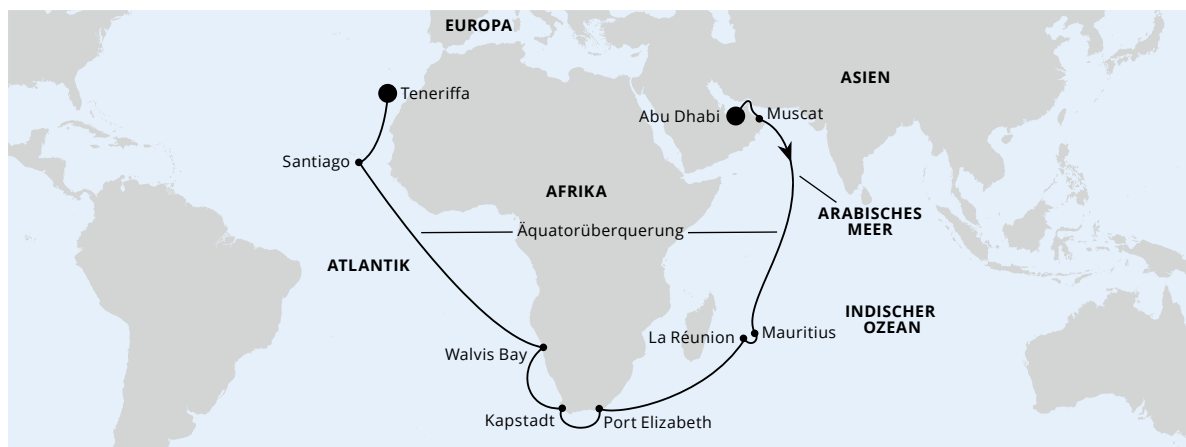 EUROPA
ASIEN
Teneriffa
Abu Dhabi
Muscat
Santiago
AFRIKA
ARABISCHES
MEER
Äquatorüberquerung
ATLANTIK
INDISCHER
OZEAN
La Réunion
Mauritius
Walvis Bay
Kapstadt
Port Elizabeth